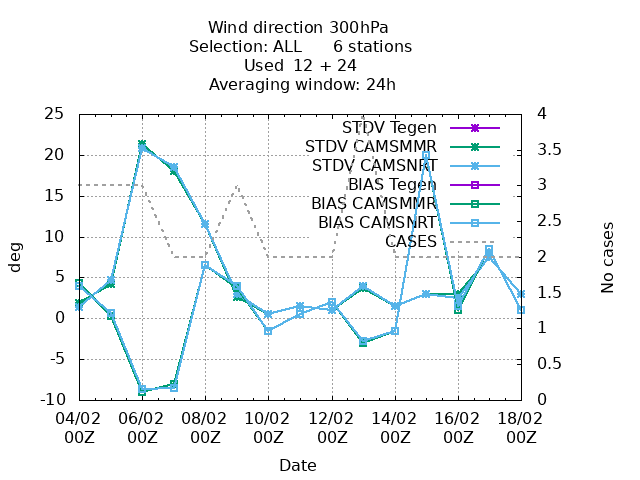 Wind direction 300hPa
Selection: ALL 6 stations
Used 12 + 24
Averaging window: 24h
25
20
15
10
5
0
-5
-10
deg
4
3.5
3
2.5
2
1.5
1
0.5
0
No cases
STDV Tegen
STDV CAMSMMR
STDV CAMSNRT
BIAS Tegen
BIAS CAMSMMR
BIAS CAMSNRT
CASES
04/02 06/02 08/02 10/02 12/02 14/02 16/02 18/02
00Z 00Z 00Z 00Z 00Z 00Z 00Z 00Z
Date